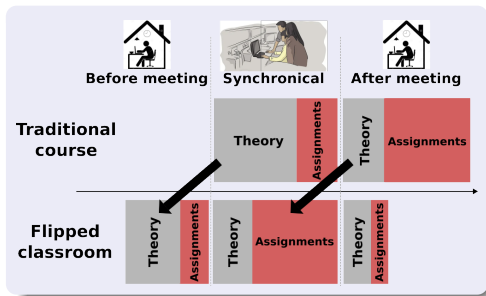 Before meeting
Synchronical
After meeting
Traditional
course
Theory
Assignments
Theory
Assignments
Flipped
classroom
Theory
Assignments
Theory
Assignments
Theory
Assignments